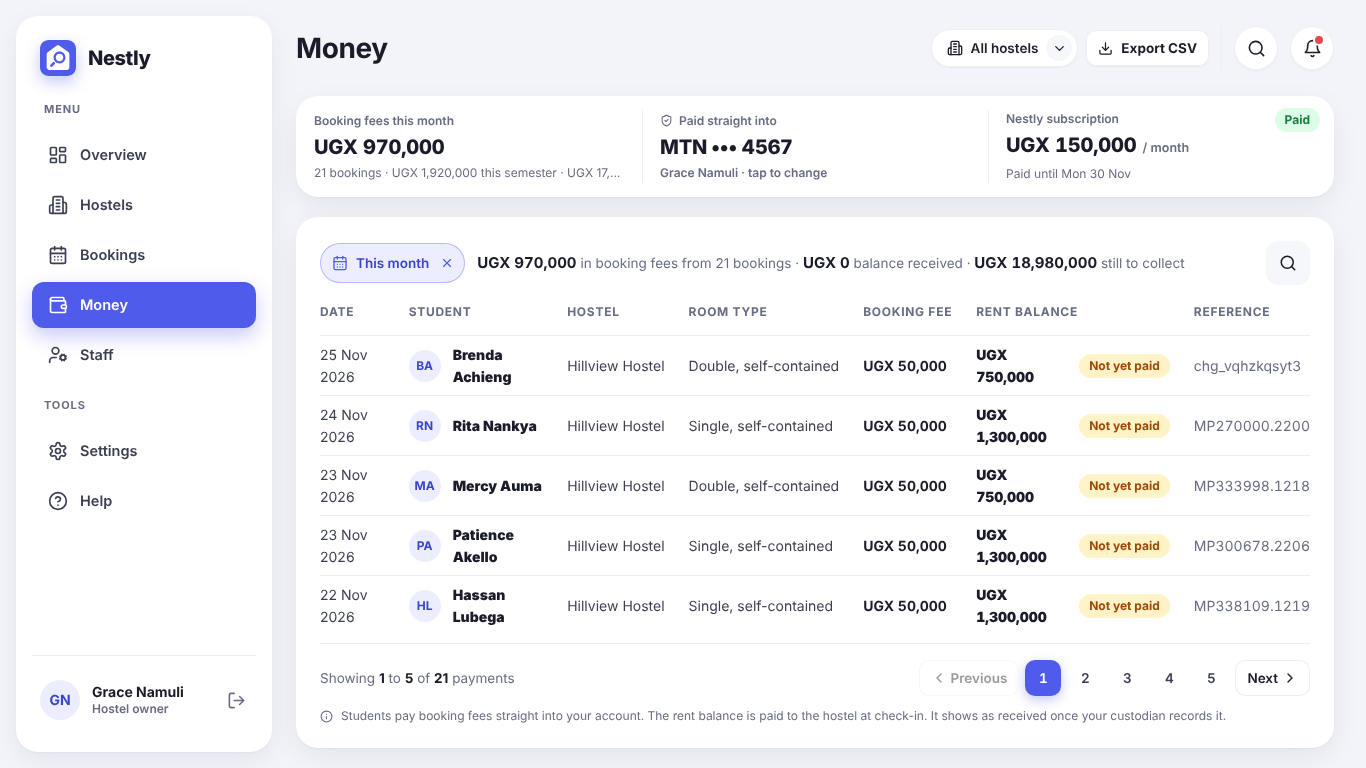 Nestly
MENU
Overview
Hostels
Bookings
Money
Staff
TOOLS
Settings
Help
GN
Grace Namuli
Hostel owner
Money
All hostels
Export CSV
Booking fees this month
UGX 970,000
21 bookings · UGX 1,920,000 this semester · UGX 17,...
Paid straight into
MTN ••• 4567
Grace Namuli · tap to change
Nestly subscription
Paid
UGX 150,000 / month
Paid until Mon 30 Nov
This month
UGX 970,000 in booking fees from 21 bookings · UGX 0 balance received · UGX 18,980,000 still to collect
DATE STUDENT HOSTEL ROOM TYPE BOOKING FEE RENT BALANCE REFERENCE
25 Nov 2026 BA Brenda Achieng Hillview Hostel Double, self-contained UGX 50,000 UGX 750,000 Not yet paid chg_vqhzkqsyt3
24 Nov 2026 RN Rita Nankya Hillview Hostel Single, self-contained UGX 50,000 UGX 1,300,000 Not yet paid MP270000.2200
23 Nov 2026 MA Mercy Auma Hillview Hostel Double, self-contained UGX 50,000 UGX 750,000 Not yet paid MP333998.1218
23 Nov 2026 PA Patience Akello Hillview Hostel Single, self-contained UGX 50,000 UGX 1,300,000 Not yet paid MP300678.2206
22 Nov 2026 HL Hassan Lubega Hillview Hostel Single, self-contained UGX 50,000 UGX 1,300,000 Not yet paid MP338109.1219
Showing 1 to 5 of 21 payments
Previous 1 2 3 4 5 Next
Students pay booking fees straight into your account. The rent balance is paid to the hostel at check-in. It shows as received once your custodian records it.